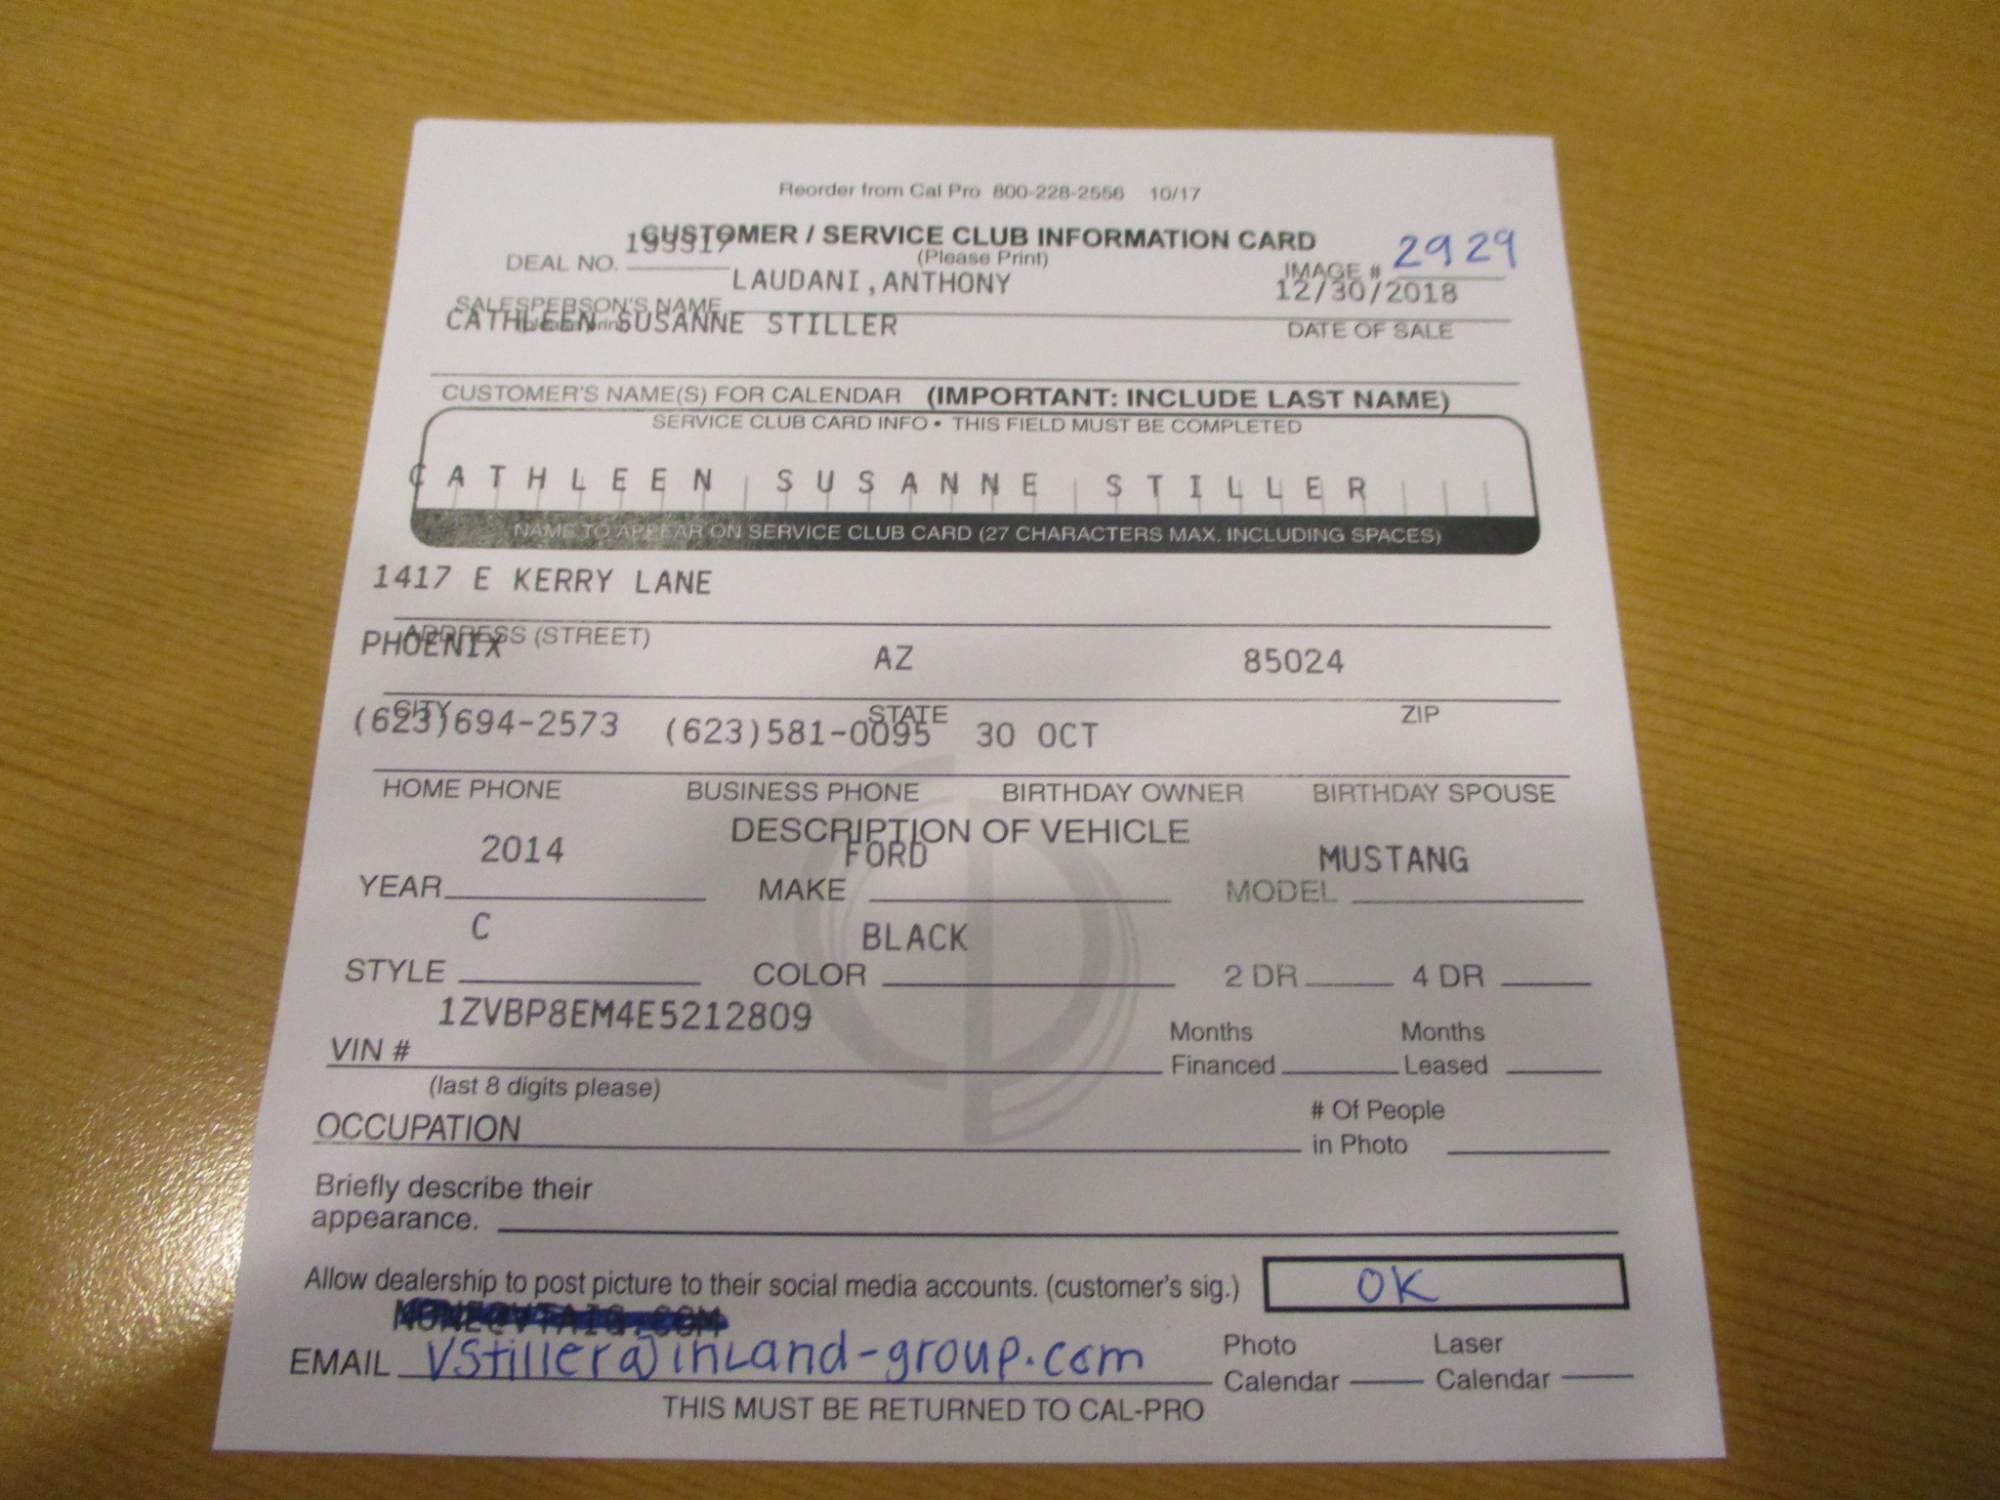 Reorder from Cal Pro 800-228-2556 10/17
CUSTOMER / SERVICE CLUB INFORMATION CARD
(Please Print)
DEAL NO. 199917 IMAGE # 2929
LAUDANI,ANTHONY 12/30/2018
SALESPERSON'S NAME DATE OF SALE
(please print)
CATHLEEN SUSANNE STILLER
CUSTOMER'S NAME(S) FOR CALENDAR (IMPORTANT: INCLUDE LAST NAME)
SERVICE CLUB CARD INFO • THIS FIELD MUST BE COMPLETED
CATHLEEN SUSANNE STILLER
NAME TO APPEAR ON SERVICE CLUB CARD (27 CHARACTERS MAX. INCLUDING SPACES)
1417 E KERRY LANE
ADDRESS (STREET)
PHOENIX AZ 85024
CITY STATE ZIP
(623)694-2573 (623)581-0095 30 OCT
HOME PHONE BUSINESS PHONE BIRTHDAY OWNER BIRTHDAY SPOUSE
DESCRIPTION OF VEHICLE
2014 FORD MUSTANG
YEAR MAKE MODEL
C BLACK
STYLE COLOR 2 DR 4 DR
1ZVBP8EM4E5212809
VIN # Months Financed Months Leased
(last 8 digits please)
OCCUPATION # Of People in Photo
Briefly describe their
appearance.
Allow dealership to post picture to their social media accounts. (customer's sig.) OK
EMAIL vstiller@inland-group.com Photo Calendar Laser Calendar
THIS MUST BE RETURNED TO CAL-PRO